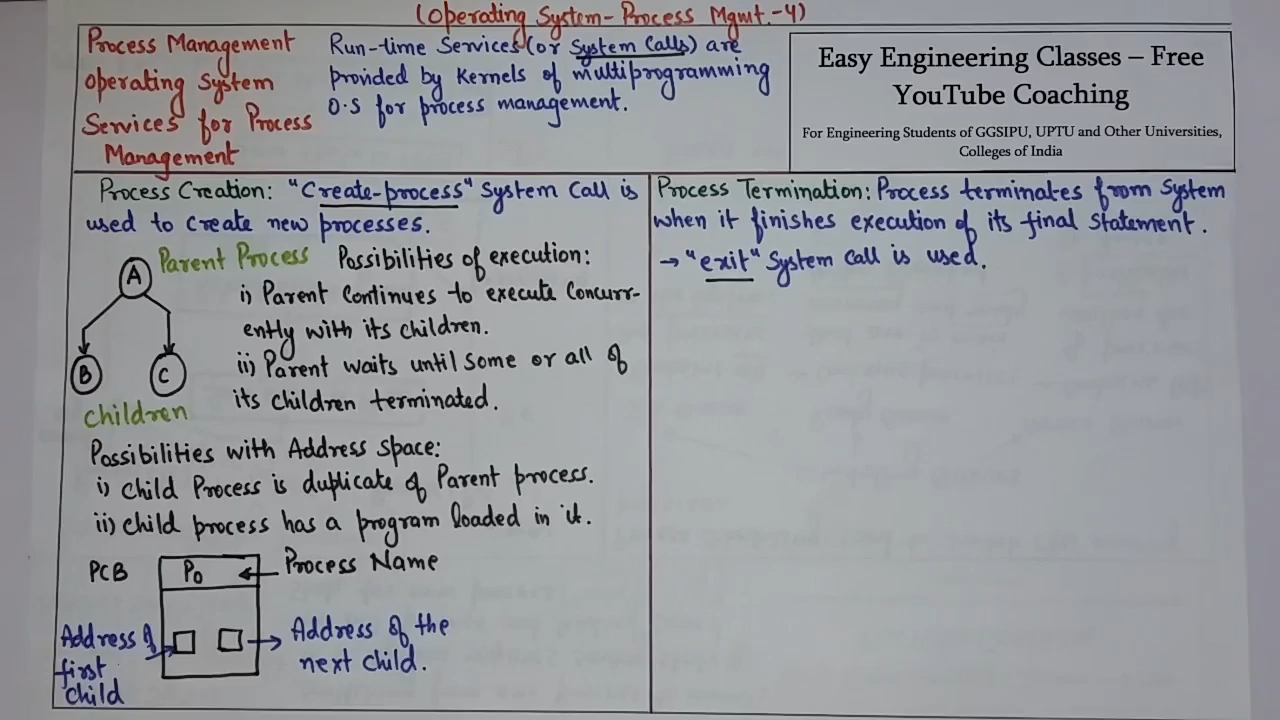 (Operating System- Process Mgmt.-4)
Process Management
operating system
Services for Process
Management
Run-time Services (or System Calls) are
provided by Kernels of multiprogramming
O.S for process management.
Easy Engineering Classes – Free
YouTube Coaching
For Engineering Students of GGSIPU, UPTU and Other Universities,
Colleges of India
Process Creation: "Create-process" System Call is
used to create new processes.
A Parent Process
B C
children
Possibilities of execution:
i) Parent Continues to execute Concurr-
ently with its children.
ii) Parent waits until some or all of
its children terminated.
Possibilities with Address space:
i) child Process is duplicate of Parent process.
ii) child process has a program loaded in it.
PCB P0 Process Name
Address of
first
child
Address of the
next child.
Process Termination: Process terminates from System
when it finishes execution of its final statement.
→ "exit" System call is used.